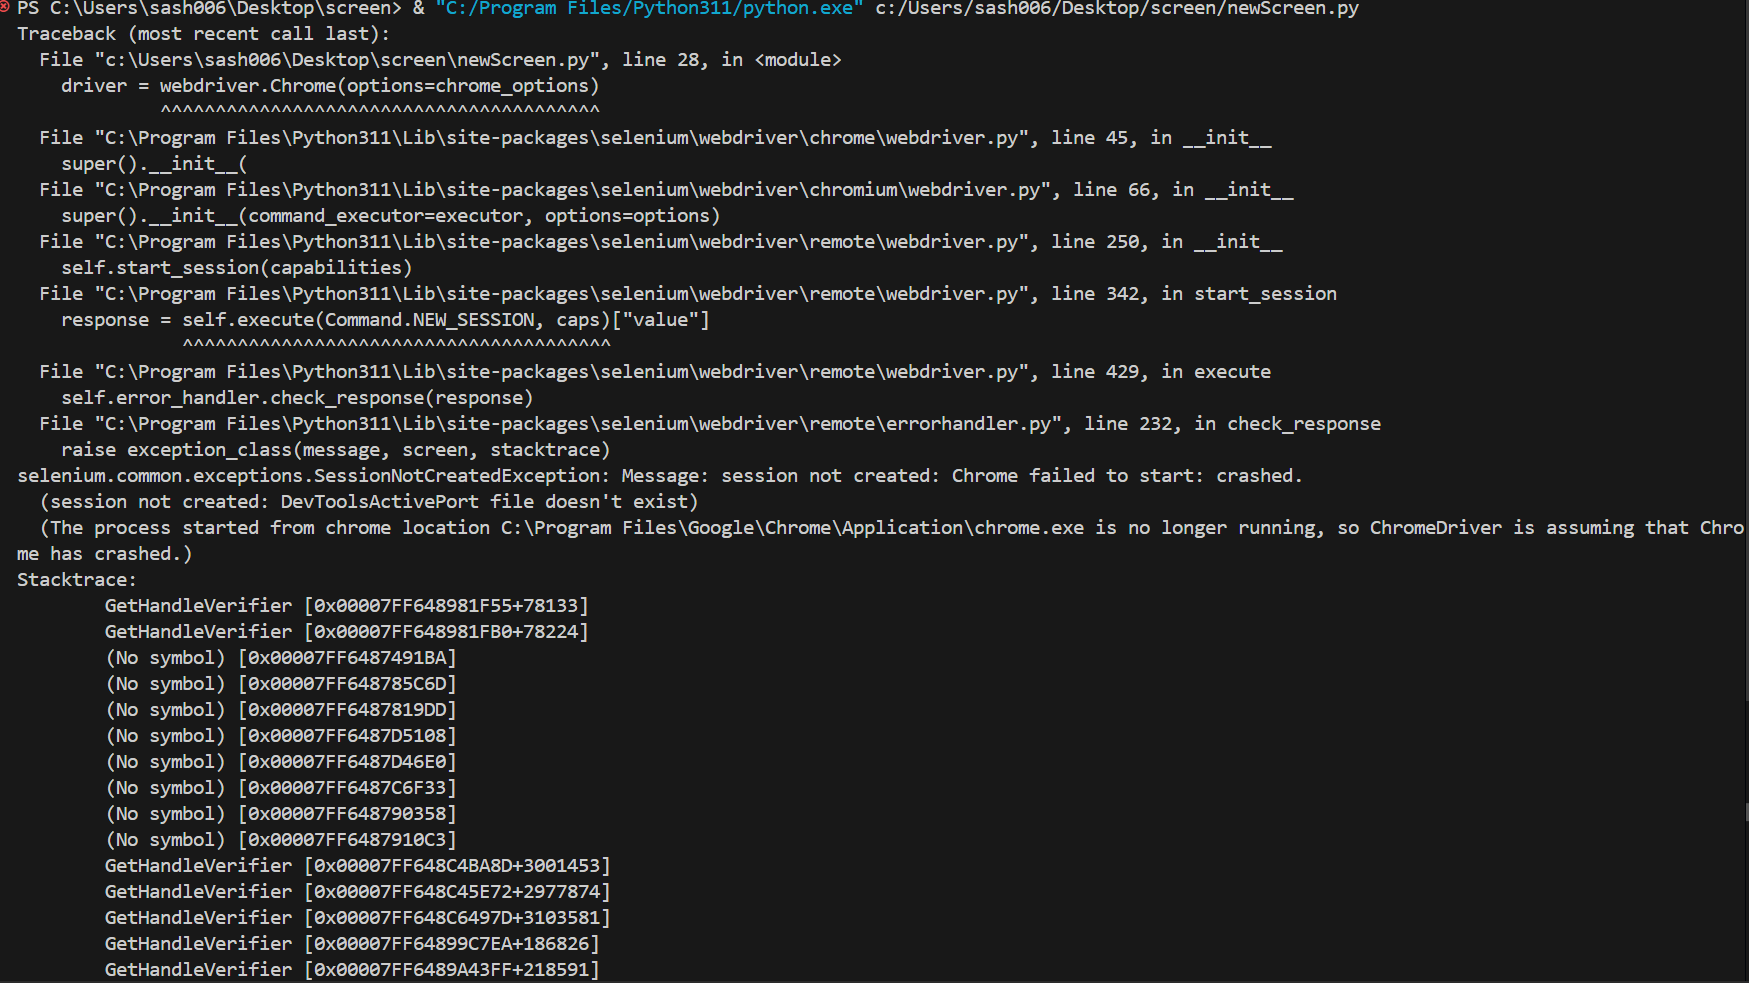 PS C:\Users\sash006\Desktop\screen> & "C:/Program Files/Python311/python.exe" c:/Users/sash006/Desktop/screen/newScreen.py
Traceback (most recent call last):
  File "c:\Users\sash006\Desktop\screen\newScreen.py", line 28, in <module>
    driver = webdriver.Chrome(options=chrome_options)
             ^^^^^^^^^^^^^^^^^^^^^^^^^^^^^^^^^^^^^^^^
  File "C:\Program Files\Python311\Lib\site-packages\selenium\webdriver\chrome\webdriver.py", line 45, in __init__
    super().__init__(
  File "C:\Program Files\Python311\Lib\site-packages\selenium\webdriver\chromium\webdriver.py", line 66, in __init__
    super().__init__(command_executor=executor, options=options)
  File "C:\Program Files\Python311\Lib\site-packages\selenium\webdriver\remote\webdriver.py", line 250, in __init__
    self.start_session(capabilities)
  File "C:\Program Files\Python311\Lib\site-packages\selenium\webdriver\remote\webdriver.py", line 342, in start_session
    response = self.execute(Command.NEW_SESSION, caps)["value"]
               ^^^^^^^^^^^^^^^^^^^^^^^^^^^^^^^^^^^^^^^
  File "C:\Program Files\Python311\Lib\site-packages\selenium\webdriver\remote\webdriver.py", line 429, in execute
    self.error_handler.check_response(response)
  File "C:\Program Files\Python311\Lib\site-packages\selenium\webdriver\remote\errorhandler.py", line 232, in check_response
    raise exception_class(message, screen, stacktrace)
selenium.common.exceptions.SessionNotCreatedException: Message: session not created: Chrome failed to start: crashed.
  (session not created: DevToolsActivePort file doesn't exist)
  (The process started from chrome location C:\Program Files\Google\Chrome\Application\chrome.exe is no longer running, so ChromeDriver is assuming that Chro
me has crashed.)
Stacktrace:
        GetHandleVerifier [0x00007FF648981F55+78133]
        GetHandleVerifier [0x00007FF648981FB0+78224]
        (No symbol) [0x00007FF6487491BA]
        (No symbol) [0x00007FF648785C6D]
        (No symbol) [0x00007FF6487819DD]
        (No symbol) [0x00007FF6487D5108]
        (No symbol) [0x00007FF6487D46E0]
        (No symbol) [0x00007FF6487C6F33]
        (No symbol) [0x00007FF648790358]
        (No symbol) [0x00007FF6487910C3]
        GetHandleVerifier [0x00007FF648C4BA8D+3001453]
        GetHandleVerifier [0x00007FF648C45E72+2977874]
        GetHandleVerifier [0x00007FF648C6497D+3103581]
        GetHandleVerifier [0x00007FF64899C7EA+186826]
        GetHandleVerifier [0x00007FF6489A43FF+218591]